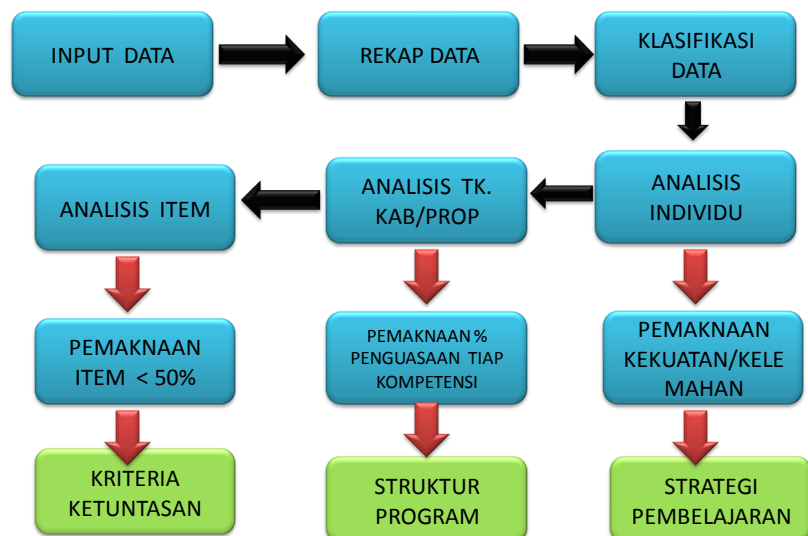 INPUT DATA
REKAP DATA
KLASIFIKASI
DATA
ANALISIS ITEM
ANALISIS TK.
KAB/PROP
ANALISIS
INDIVIDU
PEMAKNAAN
ITEM < 50%
PEMAKNAAN %
PENGUASAAN TIAP
KOMPETENSI
PEMAKNAAN
KEKUATAN/KELE
MAHAN
KRITERIA
KETUNTASAN
STRUKTUR
PROGRAM
STRATEGI
PEMBELAJARAN